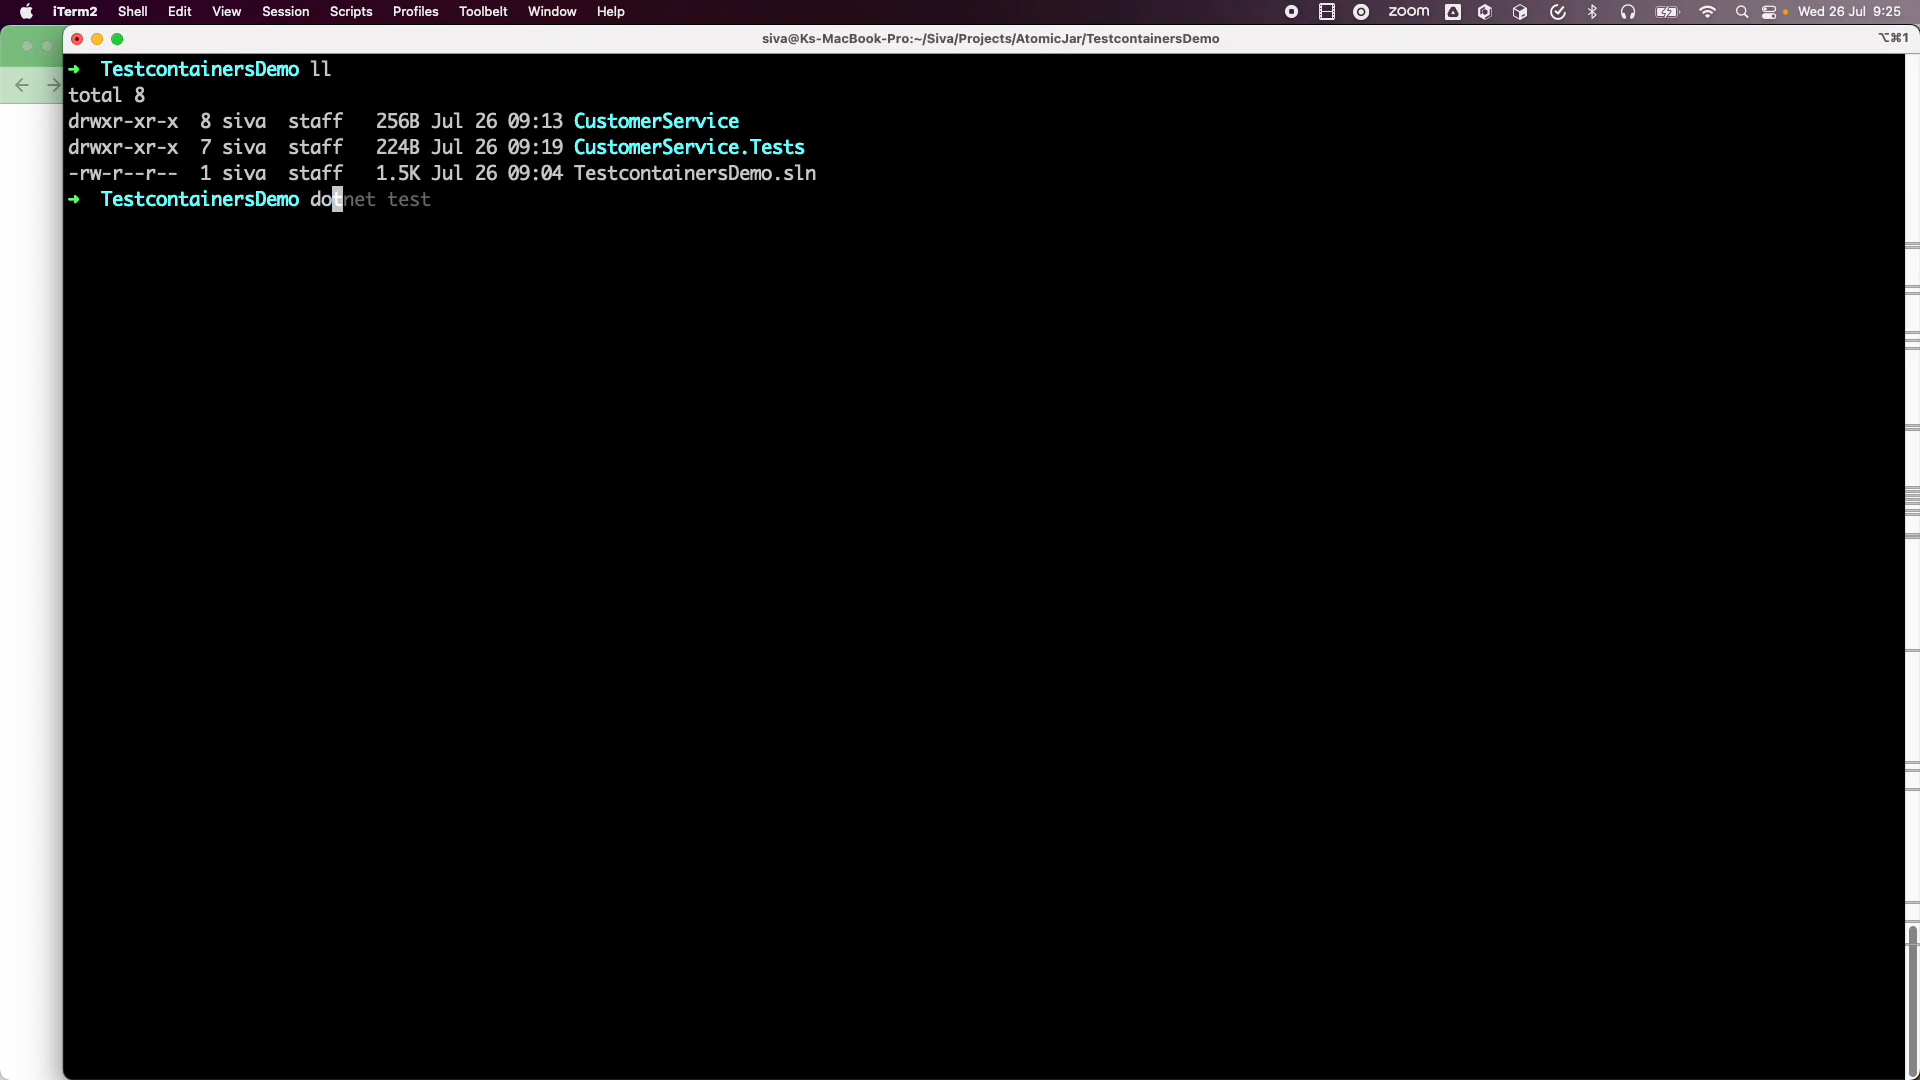 iTerm2 Shell Edit View Session Scripts Profiles Toolbelt Window Help zoom Wed 26 Jul 9:25
siva@Ks-MacBook-Pro:~/Siva/Projects/AtomicJar/TestcontainersDemo ⌥⌘1
➜ TestcontainersDemo ll
total 8
drwxr-xr-x 8 siva staff 256B Jul 26 09:13 CustomerService
drwxr-xr-x 7 siva staff 224B Jul 26 09:19 CustomerService.Tests
-rw-r--r-- 1 siva staff 1.5K Jul 26 09:04 TestcontainersDemo.sln
➜ TestcontainersDemo dotnet test